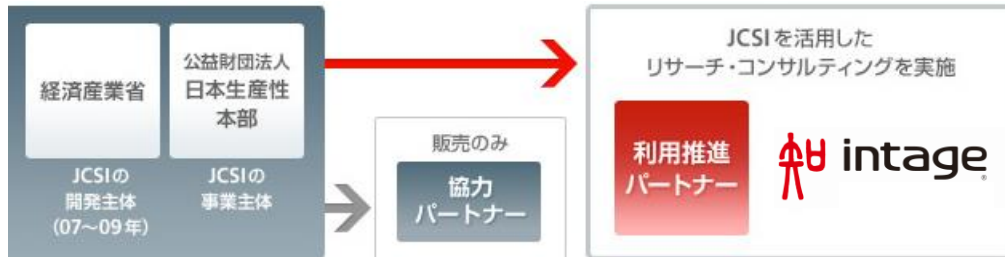 経済産業省
JCSIの
開発主体
(07～09年)
公益財団法人
日本生産性
本部
JCSIの
事業主体
販売のみ
協力
パートナー
JCSIを活用した
リサーチ・コンサルティングを実施
利用推進
パートナー
知 intage®